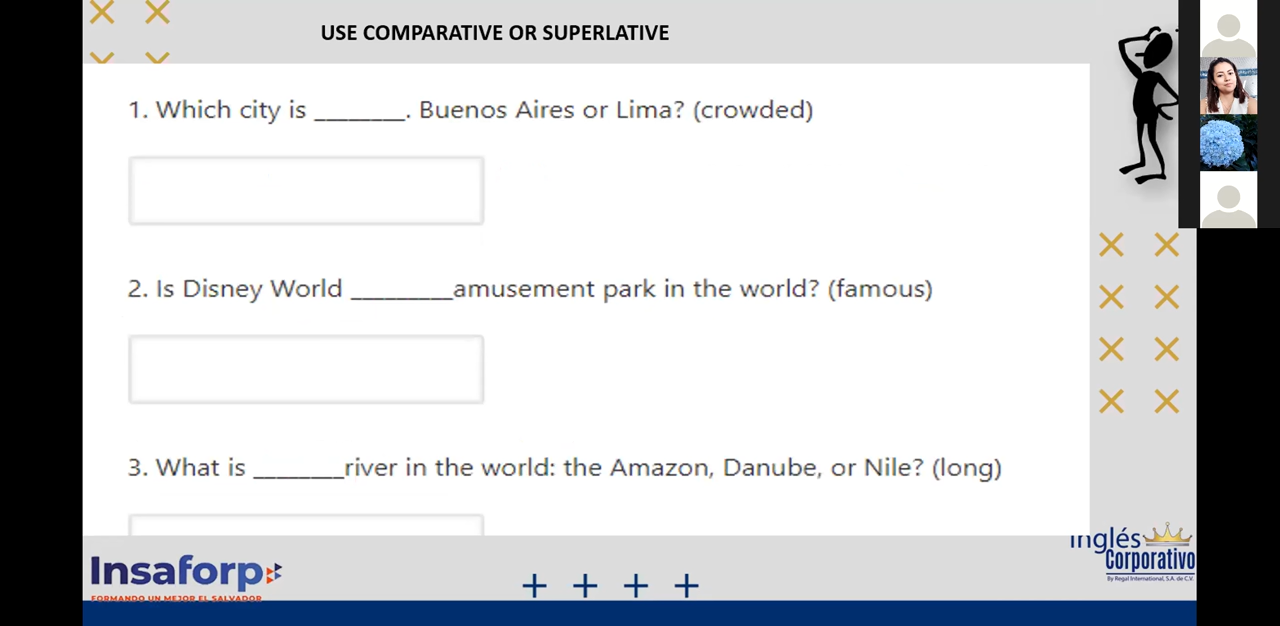 USE COMPARATIVE OR SUPERLATIVE
1. Which city is ________. Buenos Aires or Lima? (crowded)
2. Is Disney World _________amusement park in the world? (famous)
3. What is ________river in the world: the Amazon, Danube, or Nile? (long)
Insaforp
FORMANDO UN MEJOR EL SALVADOR
Inglés
Corporativo
By Regal International, S.A. de C.V.